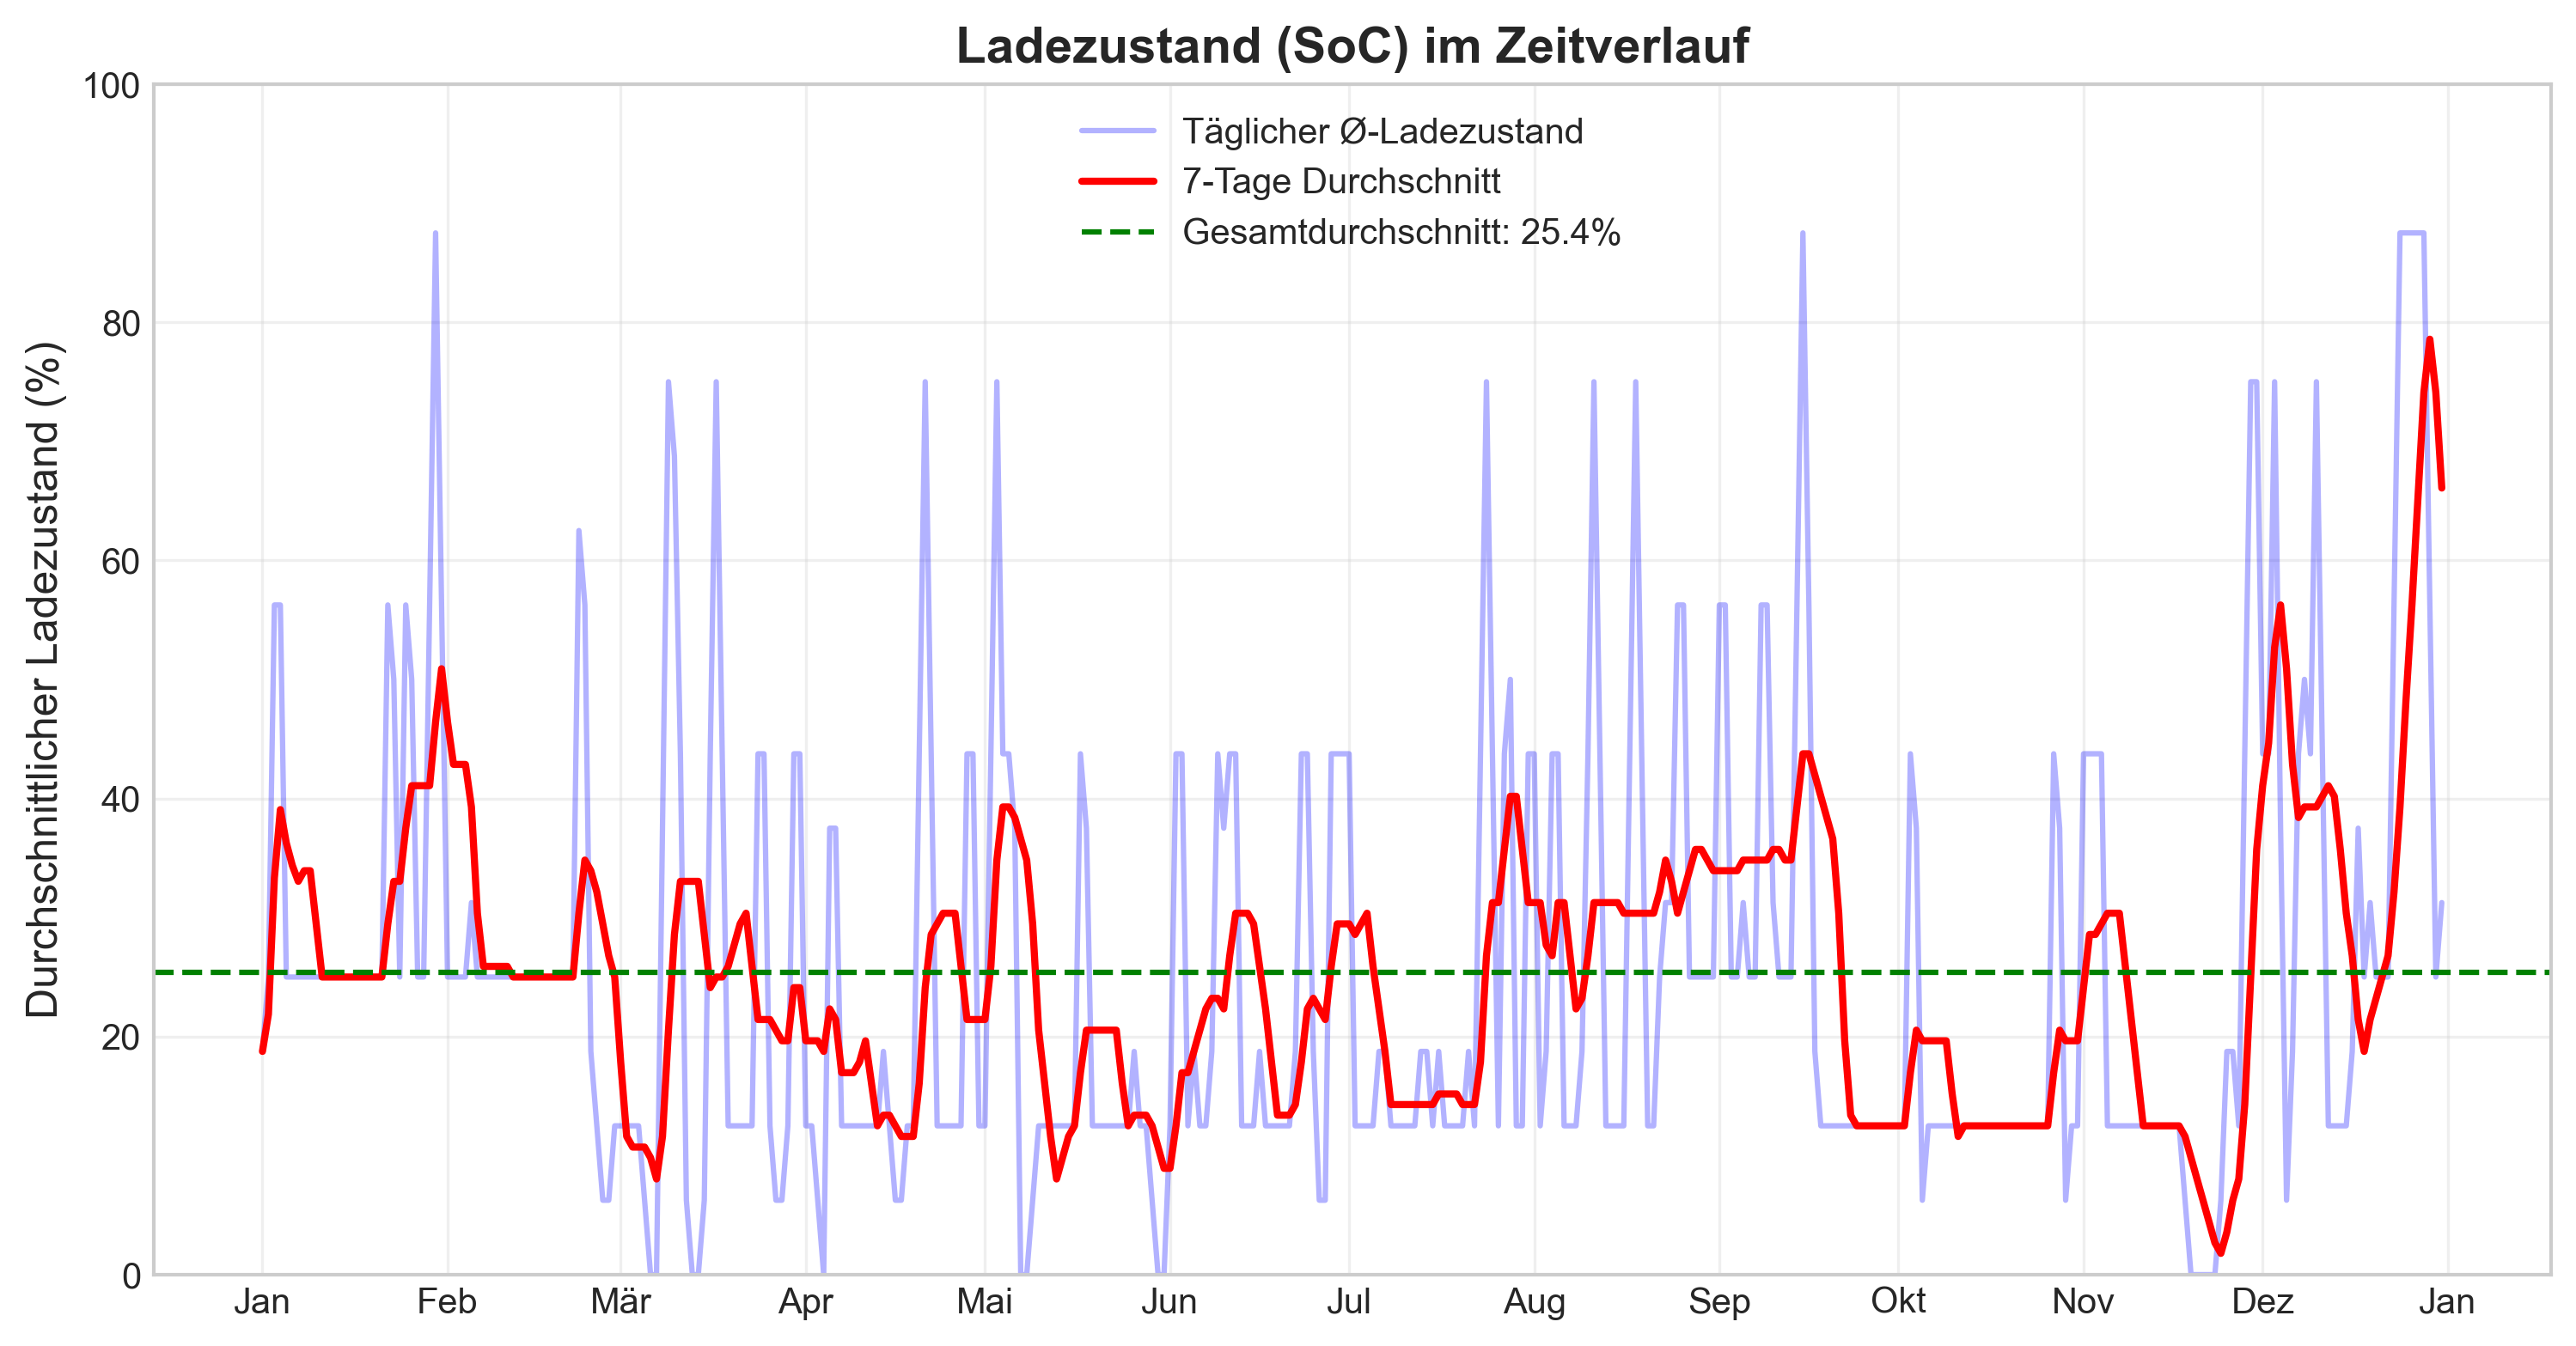 Ladezustand (SoC) im Zeitverlauf
Durchschnittlicher Ladezustand (%)
100
80
60
40
20
0
Täglicher Ø-Ladezustand
7-Tage Durchschnitt
Gesamtdurchschnitt: 25.4%
Jan Feb Mär Apr Mai Jun Jul Aug Sep Okt Nov Dez Jan